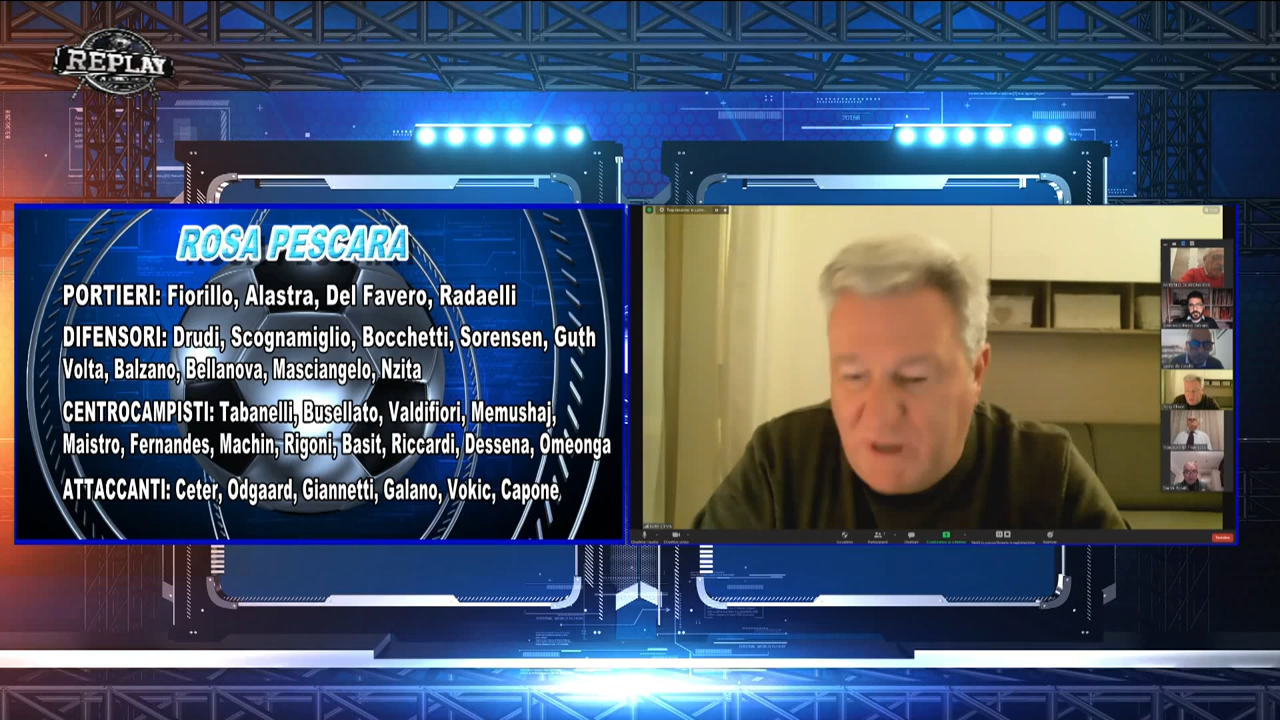 REPLAY
ROSA PESCARA
PORTIERI: Fiorillo, Alastra, Del Favero, Radaelli
DIFENSORI: Drudi, Scognamiglio, Bocchetti, Sorensen, Guth
Volta, Balzano, Bellanova, Masciangelo, Nzita
CENTROCAMPISTI: Tabanelli, Busellato, Valdifiori, Memushaj,
Maistro, Fernandes, Machin, Rigoni, Basit, Riccardi, Dessena, Omeonga
ATTACCANTI: Ceter, Odgaard, Giannetti, Galano, Vokic, Capone